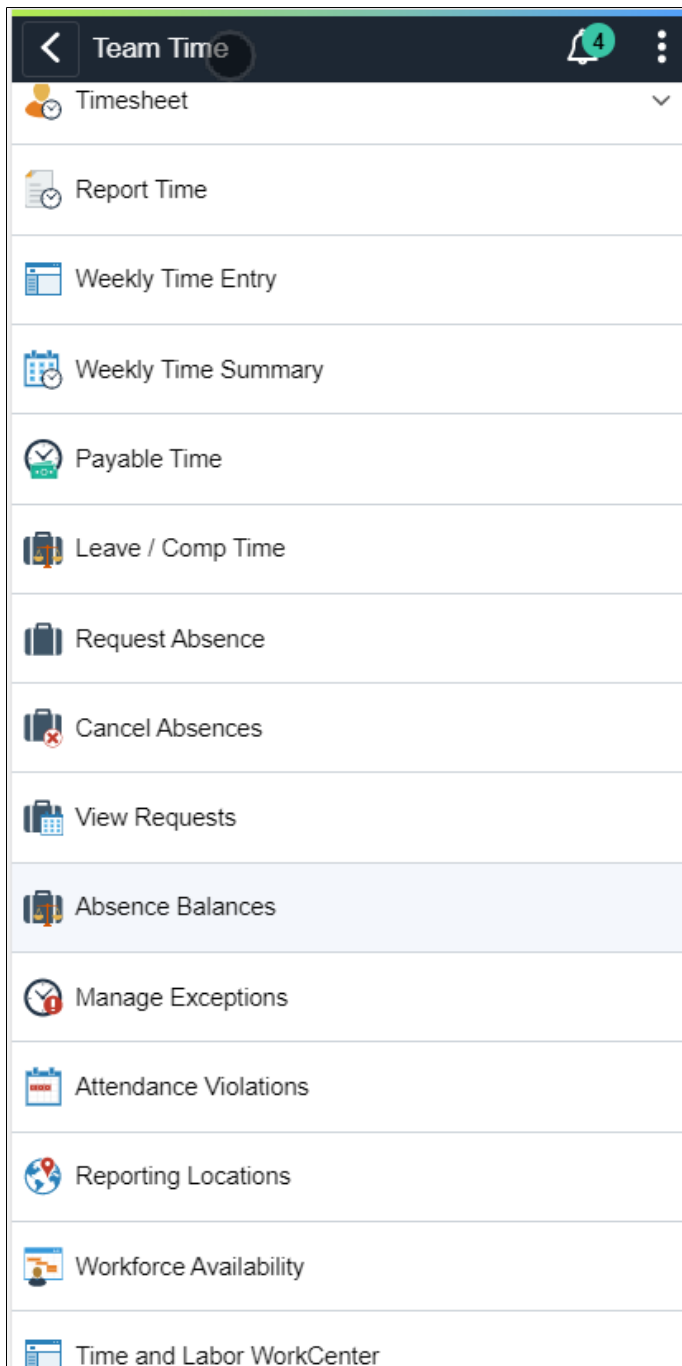 Team Time
4
Timesheet
Report Time
Weekly Time Entry
Weekly Time Summary
Payable Time
Leave / Comp Time
Request Absence
Cancel Absences
View Requests
Absence Balances
Manage Exceptions
Attendance Violations
Reporting Locations
Workforce Availability
Time and Labor WorkCenter